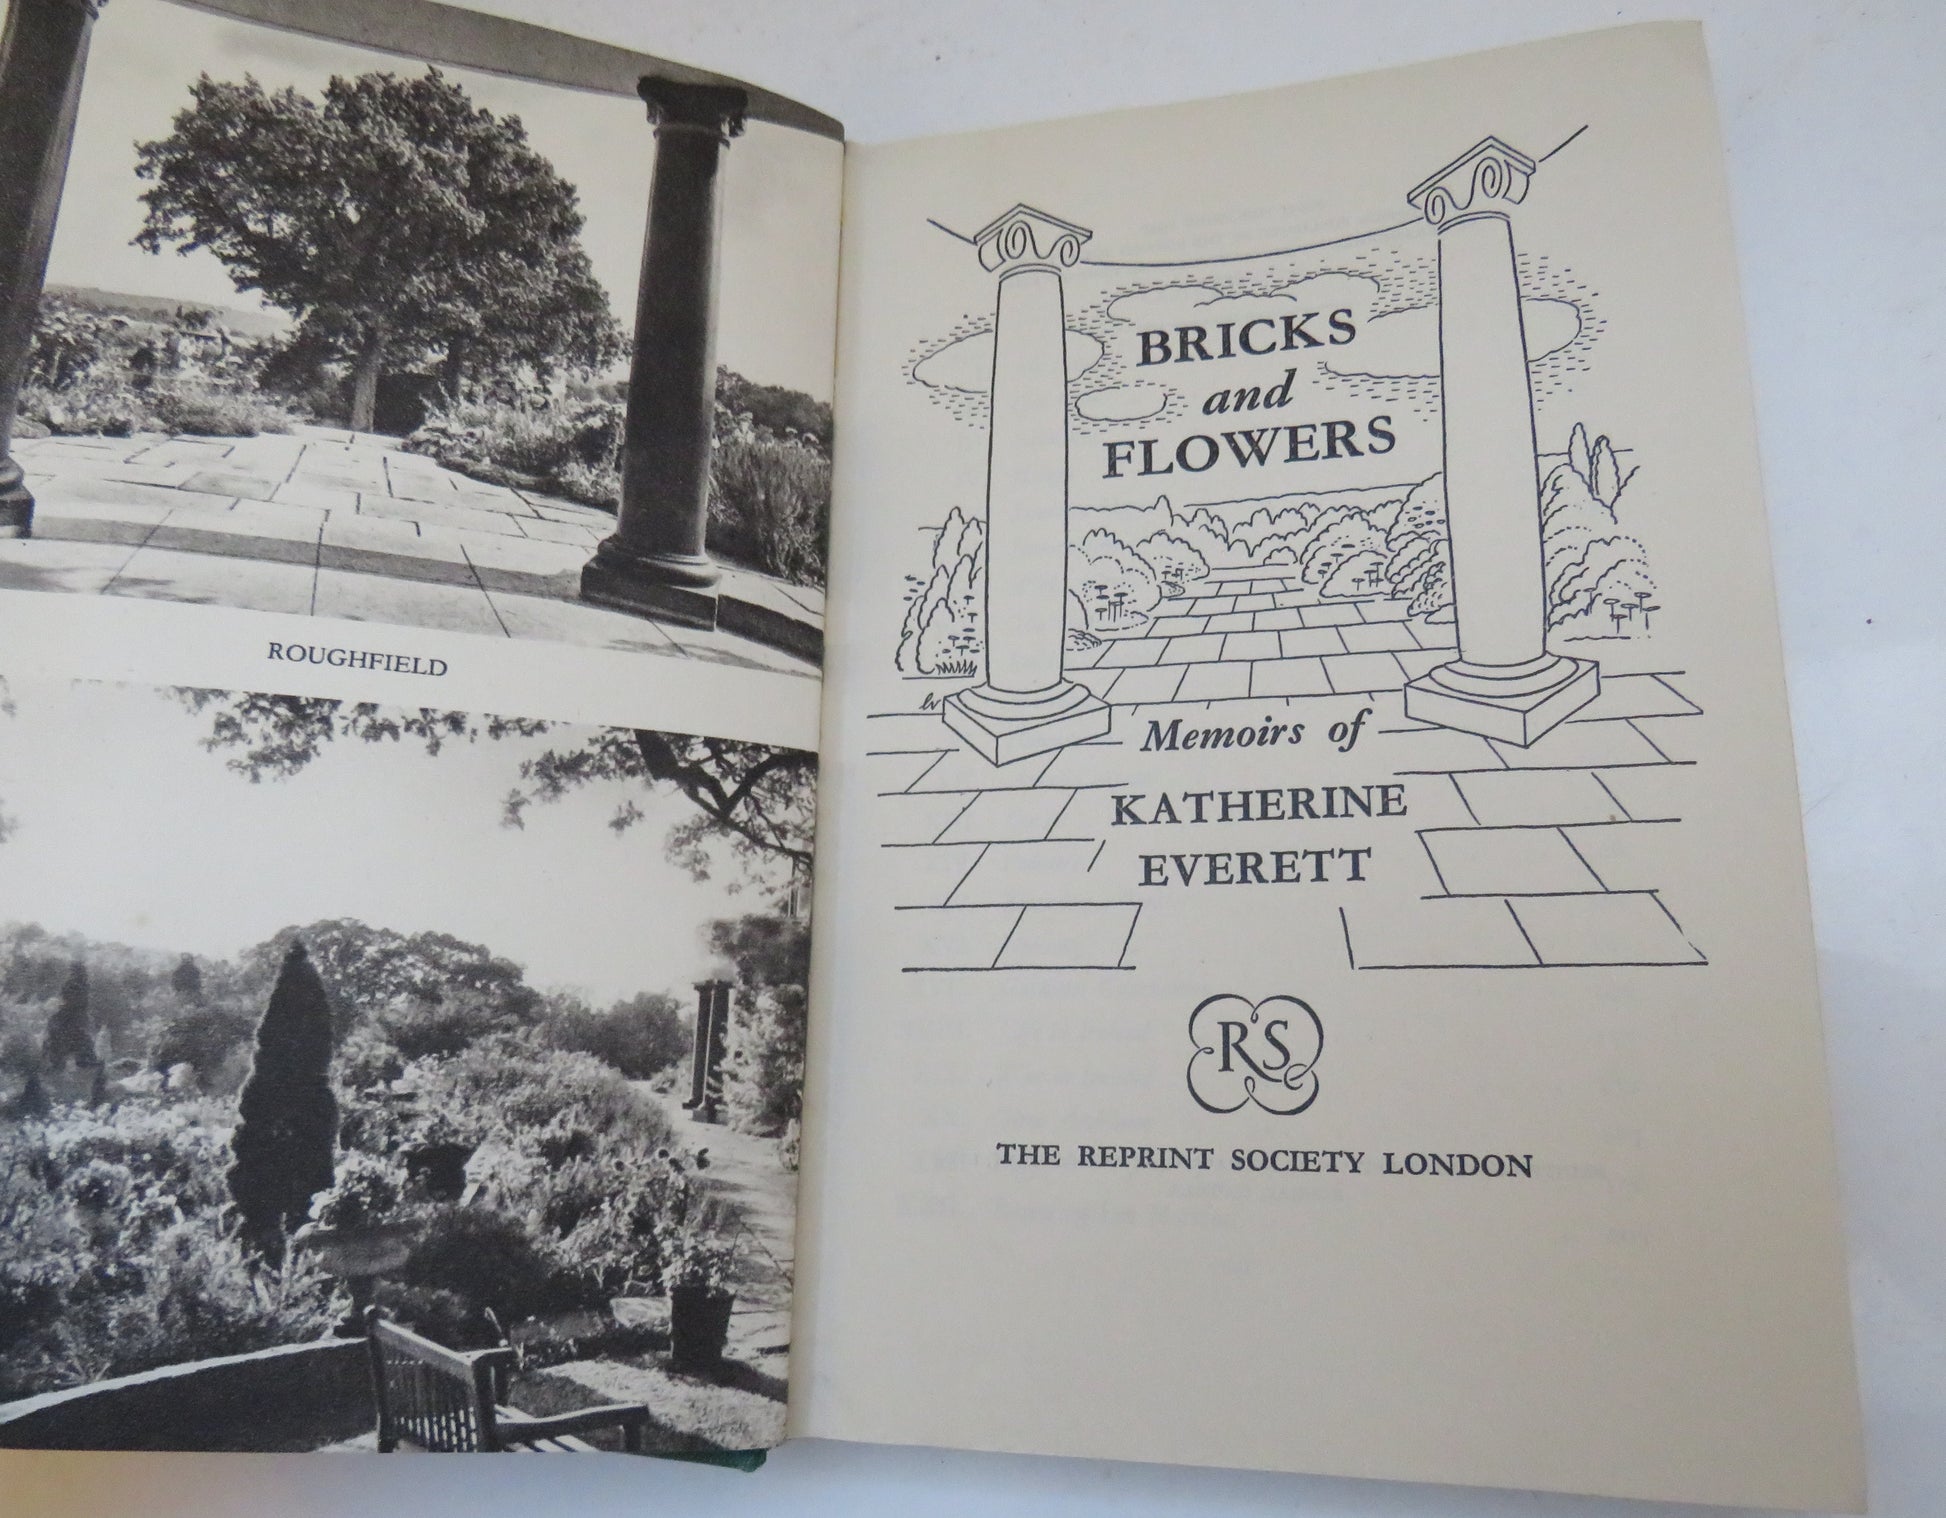 ROUGHFIELD
BRICKS
and
FLOWERS
Memoirs of
KATHERINE
EVERETT
RS
THE REPRINT SOCIETY LONDON